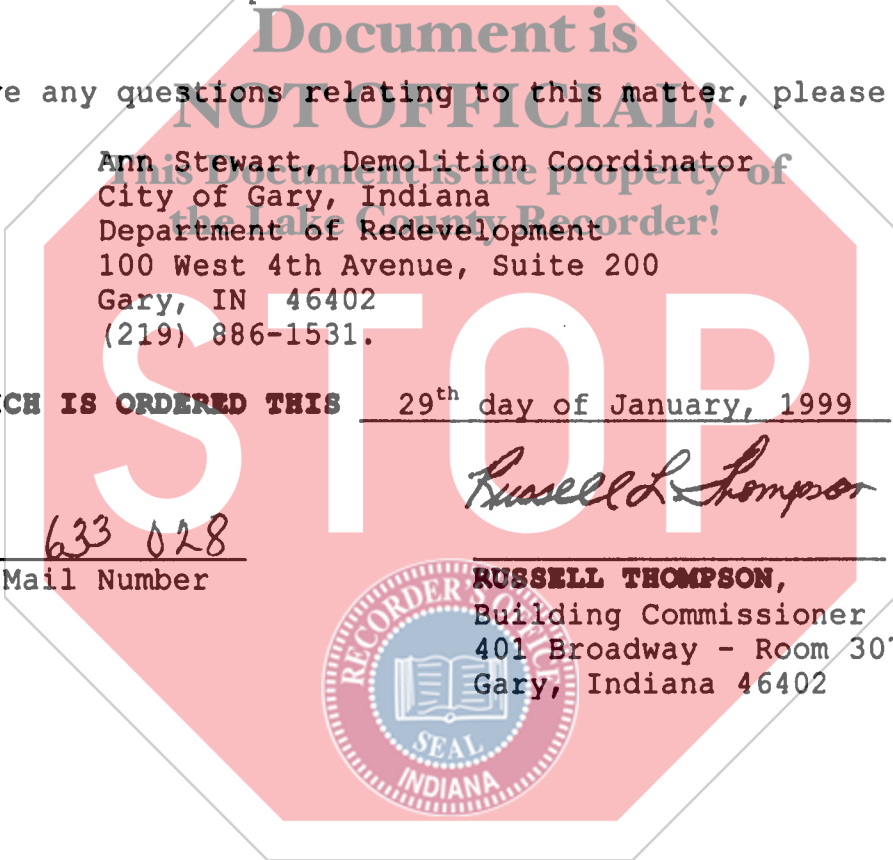 Document is
re any questions relating to this matter, please
NOT OFFICIAL!
Ann Stewart, Demolition Coordinator
This Document is the property of
City of Gary, Indiana
the Lake County Recorder!
Department of Redevelopment
100 West 4th Avenue, Suite 200
Gary, IN 46402
(219) 886-1531.
STOP
ICH IS ORDERED THIS 29th day of January, 1999
Russell L Thompson
633 028
Mail Number
RUSSELL THOMPSON,
Building Commissioner
401 Broadway - Room 307
Gary, Indiana 46402
RECORDER'S OFFICE
SEAL
INDIANA